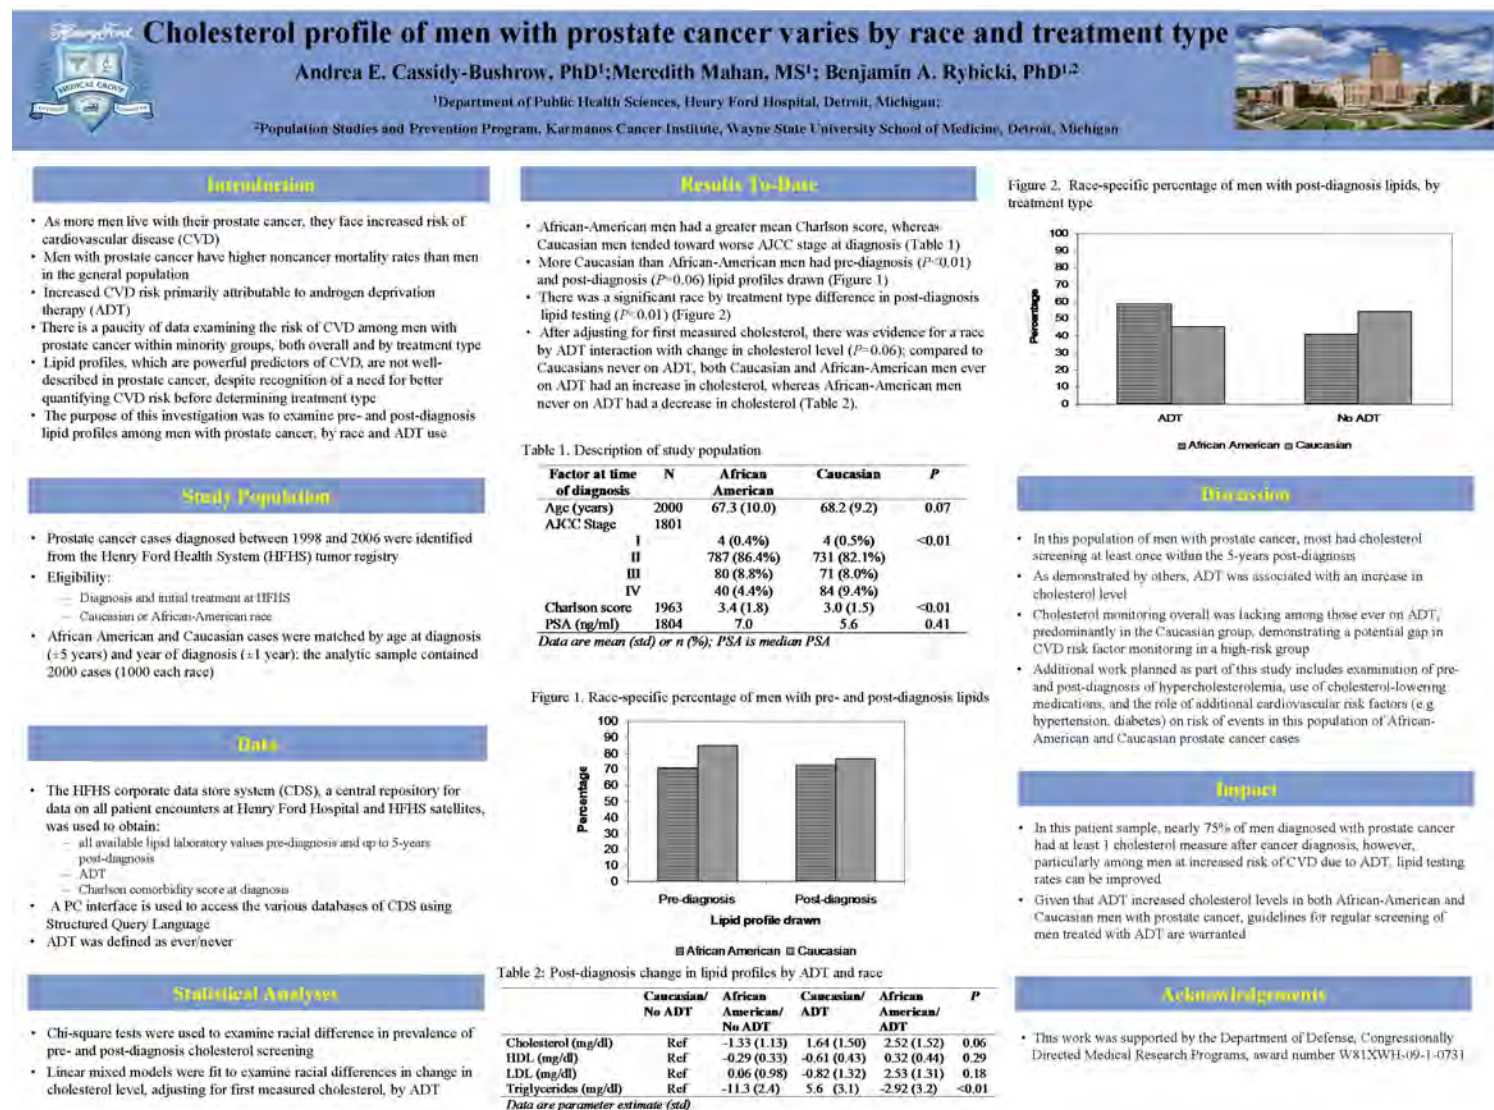 Henry Ford
MEDICAL GROUP
Cholesterol profile of men with prostate cancer varies by race and treatment type
Andrea E. Cassidy-Bushrow, PhD¹;Meredith Mahan, MS¹; Benjamin A. Rybicki, PhD¹,²
¹Department of Public Health Sciences, Henry Ford Hospital, Detroit, Michigan;
²Population Studies and Prevention Program, Karmanos Cancer Institute, Wayne State University School of Medicine, Detroit, Michigan
Introduction
• As more men live with their prostate cancer, they face increased risk of
cardiovascular disease (CVD)
• Men with prostate cancer have higher noncancer mortality rates than men
in the general population
• Increased CVD risk primarily attributable to androgen deprivation
therapy (ADT)
• There is a paucity of data examining the risk of CVD among men with
prostate cancer within minority groups, both overall and by treatment type
• Lipid profiles, which are powerful predictors of CVD, are not well-
described in prostate cancer, despite recognition of a need for better
quantifying CVD risk before determining treatment type
• The purpose of this investigation was to examine pre- and post-diagnosis
lipid profiles among men with prostate cancer, by race and ADT use
Study Population
• Prostate cancer cases diagnosed between 1998 and 2006 were identified
from the Henry Ford Health System (HFHS) tumor registry
• Eligibility:
– Diagnosis and initial treatment at HFHS
– Caucasian or African-American race
• African American and Caucasian cases were matched by age at diagnosis
(±5 years) and year of diagnosis (±1 year); the analytic sample contained
2000 cases (1000 each race)
Data
• The HFHS corporate data store system (CDS), a central repository for
data on all patient encounters at Henry Ford Hospital and HFHS satellites,
was used to obtain:
– all available lipid laboratory values pre-diagnosis and up to 5-years
post-diagnosis
– ADT
– Charlson comorbidity score at diagnosis
• A PC interface is used to access the various databases of CDS using
Structured Query Language
• ADT was defined as ever/never
Statistical Analyses
• Chi-square tests were used to examine racial difference in prevalence of
pre- and post-diagnosis cholesterol screening
• Linear mixed models were fit to examine racial differences in change in
cholesterol level, adjusting for first measured cholesterol, by ADT
Results To-Date
• African-American men had a greater mean Charlson score, whereas
Caucasian men tended toward worse AJCC stage at diagnosis (Table 1)
• More Caucasian than African-American men had pre-diagnosis (P<0.01)
and post-diagnosis (P=0.06) lipid profiles drawn (Figure 1)
• There was a significant race by treatment type difference in post-diagnosis
lipid testing (P<0.01) (Figure 2)
• After adjusting for first measured cholesterol, there was evidence for a race
by ADT interaction with change in cholesterol level (P=0.06); compared to
Caucasians never on ADT, both Caucasian and African-American men ever
on ADT had an increase in cholesterol, whereas African-American men
never on ADT had a decrease in cholesterol (Table 2).
Table 1. Description of study population
Factor at time N African Caucasian P
of diagnosis American
Age (years) 2000 67.3 (10.0) 68.2 (9.2) 0.07
AJCC Stage 1801
I 4 (0.4%) 4 (0.5%) <0.01
II 787 (86.4%) 731 (82.1%)
III 80 (8.8%) 71 (8.0%)
IV 40 (4.4%) 84 (9.4%)
Charlson score 1963 3.4 (1.8) 3.0 (1.5) <0.01
PSA (ng/ml) 1804 7.0 5.6 0.41
Data are mean (std) or n (%); PSA is median PSA
Figure 1. Race-specific percentage of men with pre- and post-diagnosis lipids
100
90
80
70
60
50
40
30
20
10
0
Percentage
Pre-diagnosis Post-diagnosis
Lipid profile drawn
African American Caucasian
Table 2: Post-diagnosis change in lipid profiles by ADT and race
Caucasian/ African Caucasian/ African P
No ADT American/ ADT American/
No ADT ADT
Cholesterol (mg/dl) Ref -1.33 (1.13) 1.64 (1.50) 2.52 (1.52) 0.06
HDL (mg/dl) Ref -0.29 (0.33) -0.61 (0.43) 0.32 (0.44) 0.29
LDL (mg/dl) Ref 0.06 (0.98) -0.82 (1.32) 2.53 (1.31) 0.18
Triglycerides (mg/dl) Ref -11.3 (2.4) 5.6 (3.1) -2.92 (3.2) <0.01
Data are parameter estimate (std)
Figure 2. Race-specific percentage of men with post-diagnosis lipids, by
treatment type
100
90
80
70
60
50
40
30
20
10
0
Percentage
ADT No ADT
African American Caucasian
Discussion
• In this population of men with prostate cancer, most had cholesterol
screening at least once within the 5-years post-diagnosis
• As demonstrated by others, ADT was associated with an increase in
cholesterol level
• Cholesterol monitoring overall was lacking among those ever on ADT,
predominantly in the Caucasian group, demonstrating a potential gap in
CVD risk factor monitoring in a high-risk group
• Additional work planned as part of this study includes examination of pre-
and post-diagnosis of hypercholesterolemia, use of cholesterol-lowering
medications, and the role of additional cardiovascular risk factors (e.g.
hypertension, diabetes) on risk of events in this population of African-
American and Caucasian prostate cancer cases
Impact
• In this patient sample, nearly 75% of men diagnosed with prostate cancer
had at least 1 cholesterol measure after cancer diagnosis, however,
particularly among men at increased risk of CVD due to ADT, lipid testing
rates can be improved
• Given that ADT increased cholesterol levels in both African-American and
Caucasian men with prostate cancer, guidelines for regular screening of
men treated with ADT are warranted
Acknowledgements
• This work was supported by the Department of Defense, Congressionally
Directed Medical Research Programs, award number W81XWH-09-1-0731